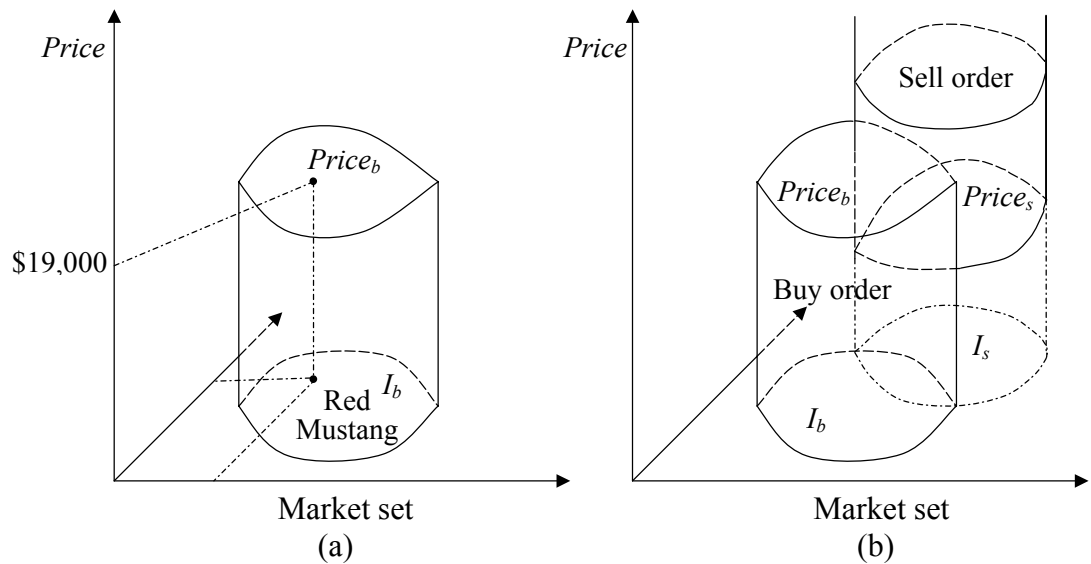 Price
Price_b
$19,000
I_b
Red
Mustang
Market set
(a)
Price
Sell order
Price_b
Price_s
Buy order
I_s
I_b
Market set
(b)